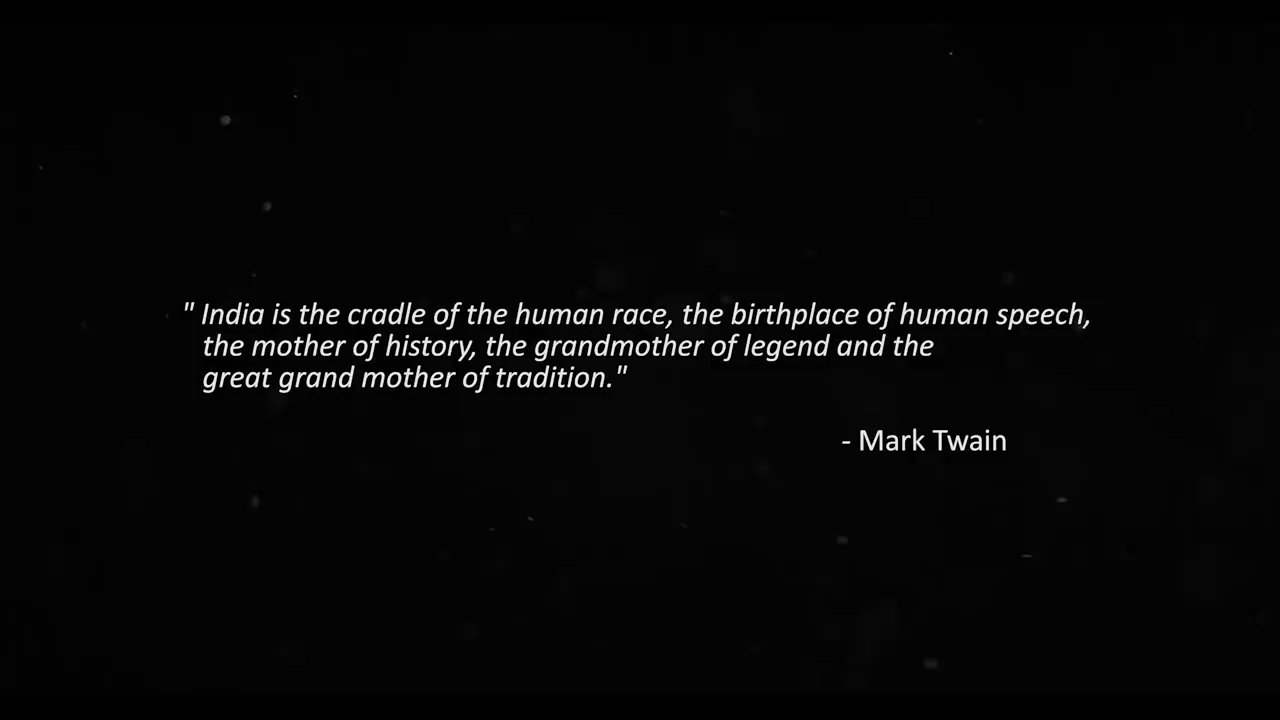 " India is the cradle of the human race, the birthplace of human speech,
the mother of history, the grandmother of legend and the
great grand mother of tradition."
- Mark Twain